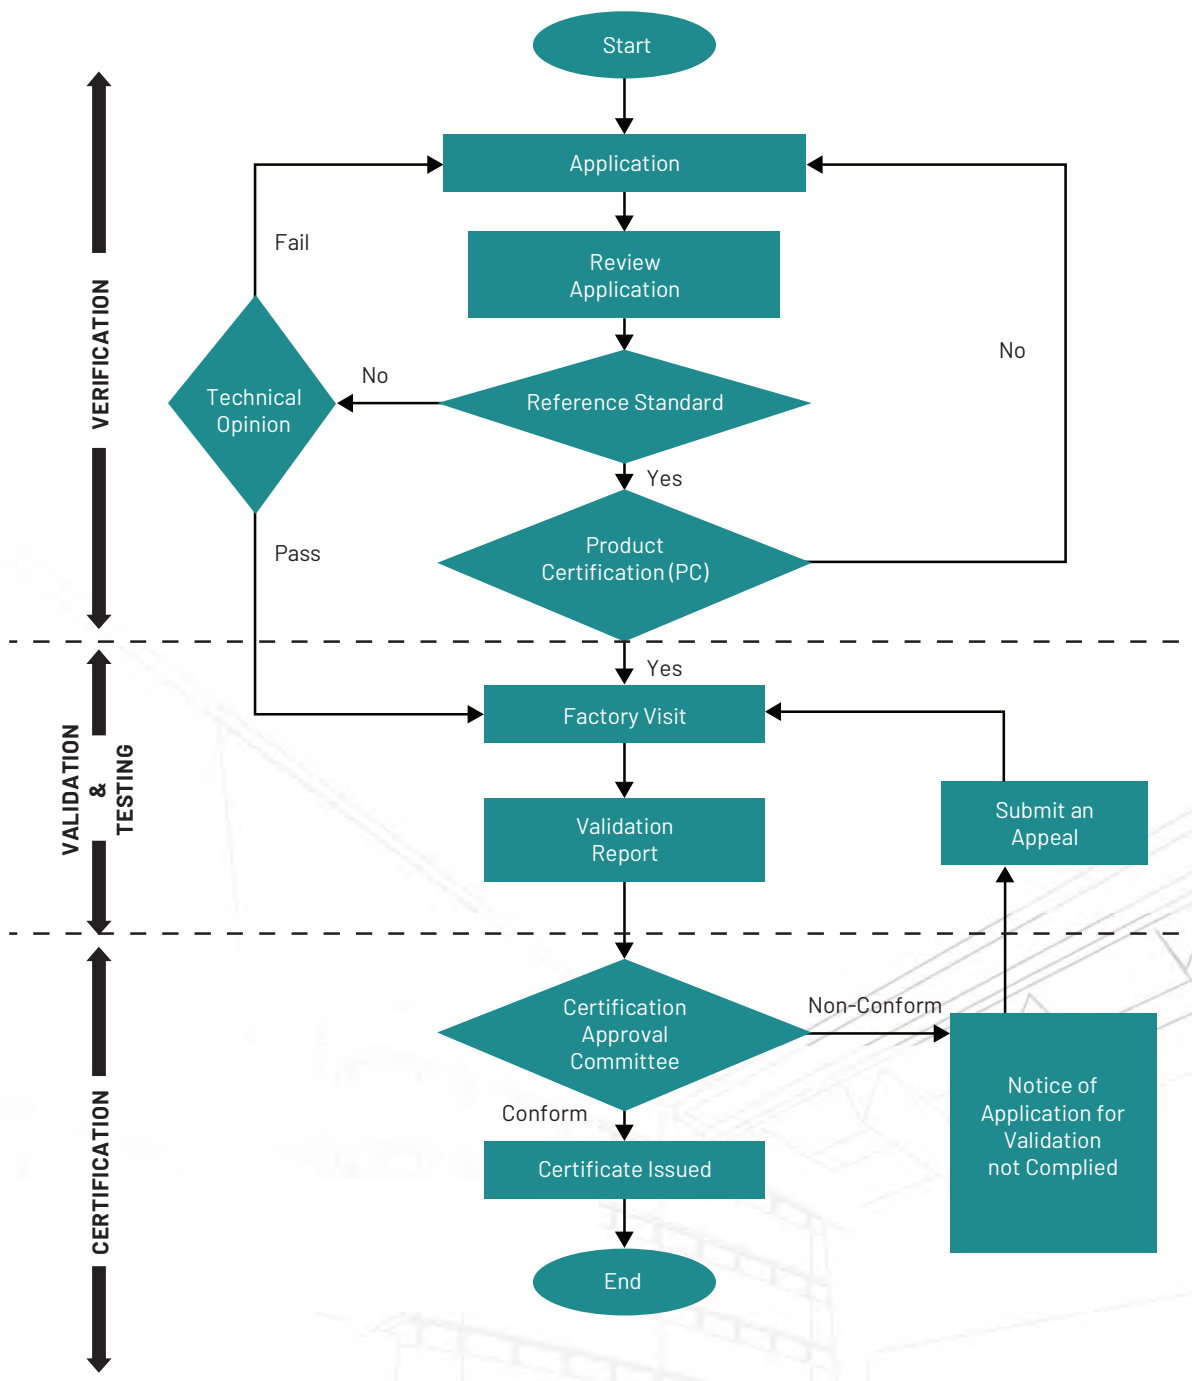 Start
Application
Fail
Review
Application
No
No
Technical
Opinion
Reference Standard
Yes
Pass
Product
Certification (PC)
VERIFICATION
Yes
Factory Visit
Validation
Report
Submit an
Appeal
VALIDATION
&
TESTING
Certification
Approval
Committee
Non-Conform
Conform
Notice of
Application for
Validation
not Complied
Certificate Issued
End
CERTIFICATION